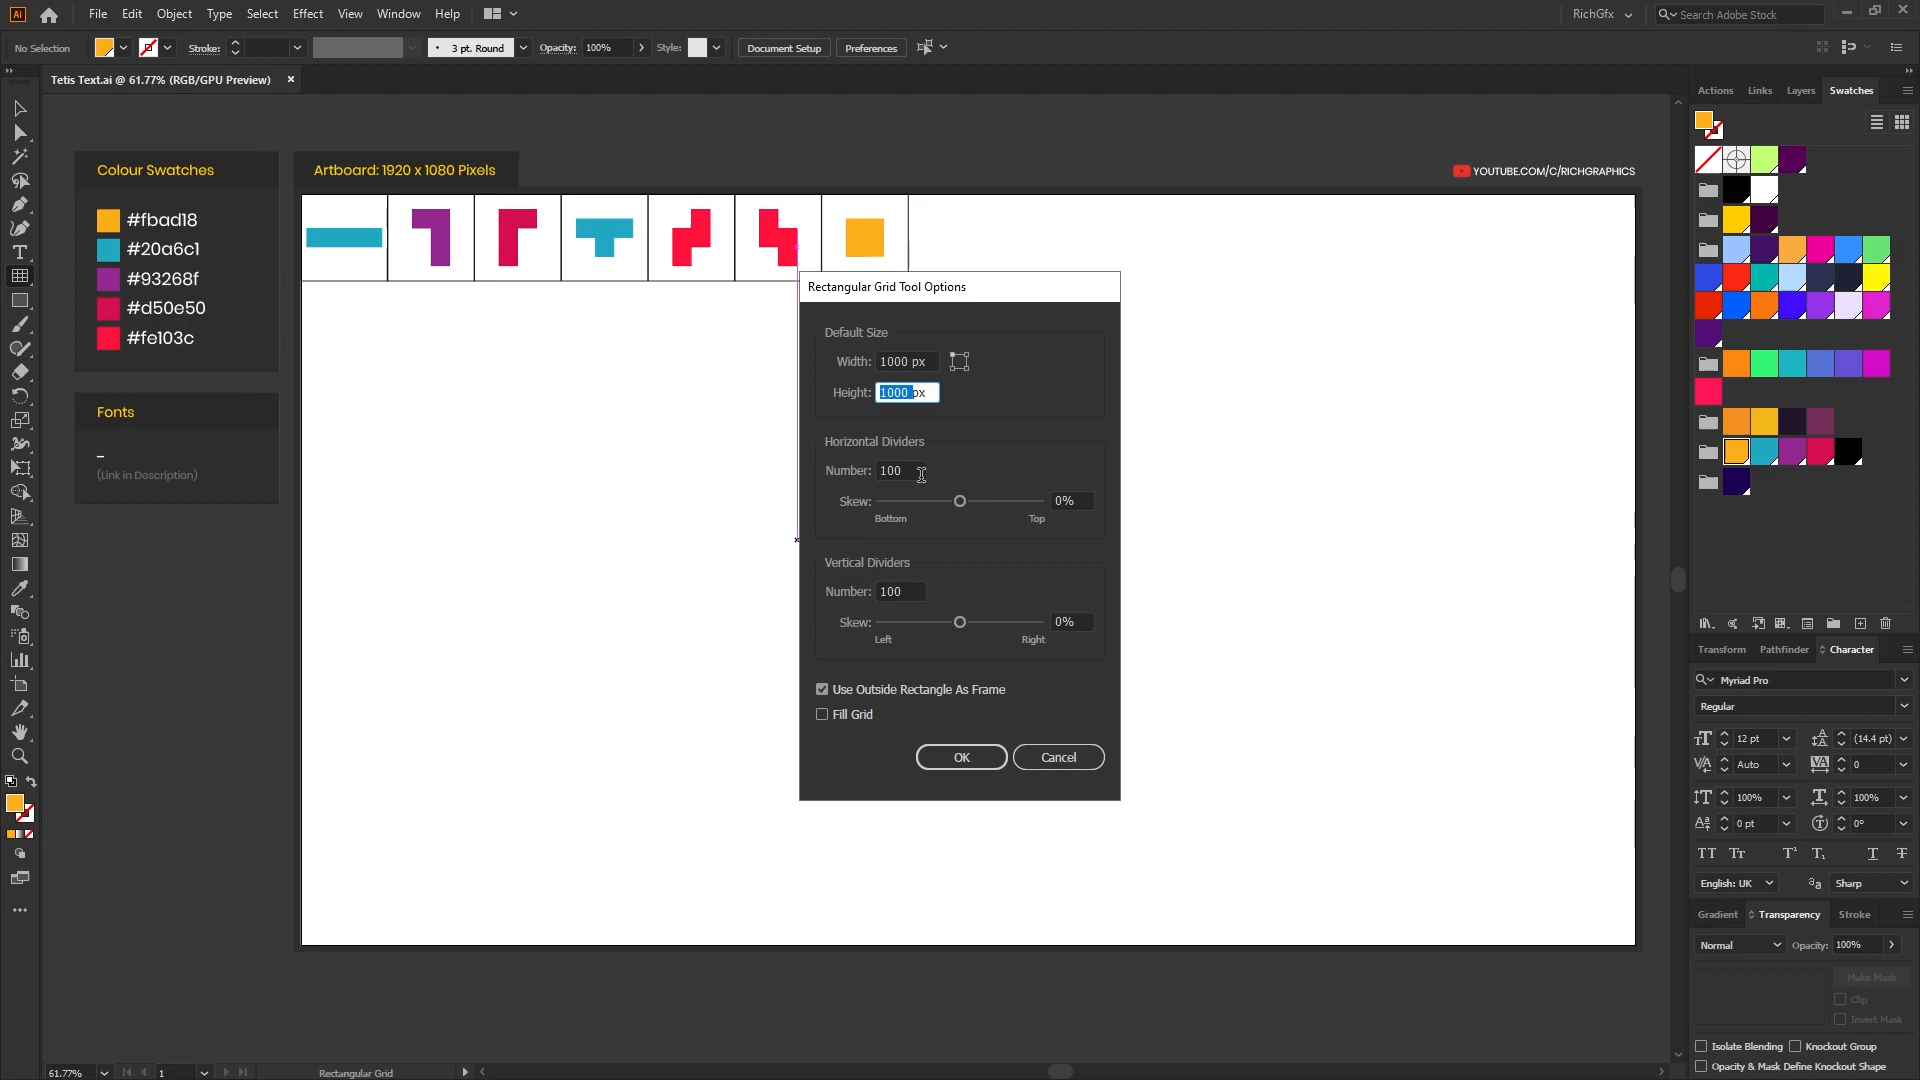 Ai File Edit Object Type Select Effect View Window Help RichGfx Search Adobe Stock
No Selection Stroke: 3 pt. Round Opacity: 100% Style: Document Setup Preferences
Tetis Text.ai @ 61.77% (RGB/GPU Preview)
Colour Swatches
#fbad18
#20a6c1
#93268f
#d50e50
#fe103c
Fonts
–
(Link in Description)
Artboard: 1920 x 1080 Pixels
YOUTUBE.COM/C/RICHGRAPHICS
Rectangular Grid Tool Options
Default Size
Width: 1000 px
Height: 1000 px
Horizontal Dividers
Number: 100
Skew: 0%
Bottom Top
Vertical Dividers
Number: 100
Skew: 0%
Left Right
Use Outside Rectangle As Frame
Fill Grid
OK Cancel
Actions Links Layers Swatches
Transform Pathfinder Character
Myriad Pro
Regular
12 pt (14.4 pt)
Auto 0
100% 100%
0 pt 0°
English: UK Sharp
Gradient Transparency Stroke
Normal Opacity: 100%
Make Mask
Clip
Invert Mask
Isolate Blending Knockout Group
Opacity & Mask Define Knockout Shape
61.77% 1 Rectangular Grid